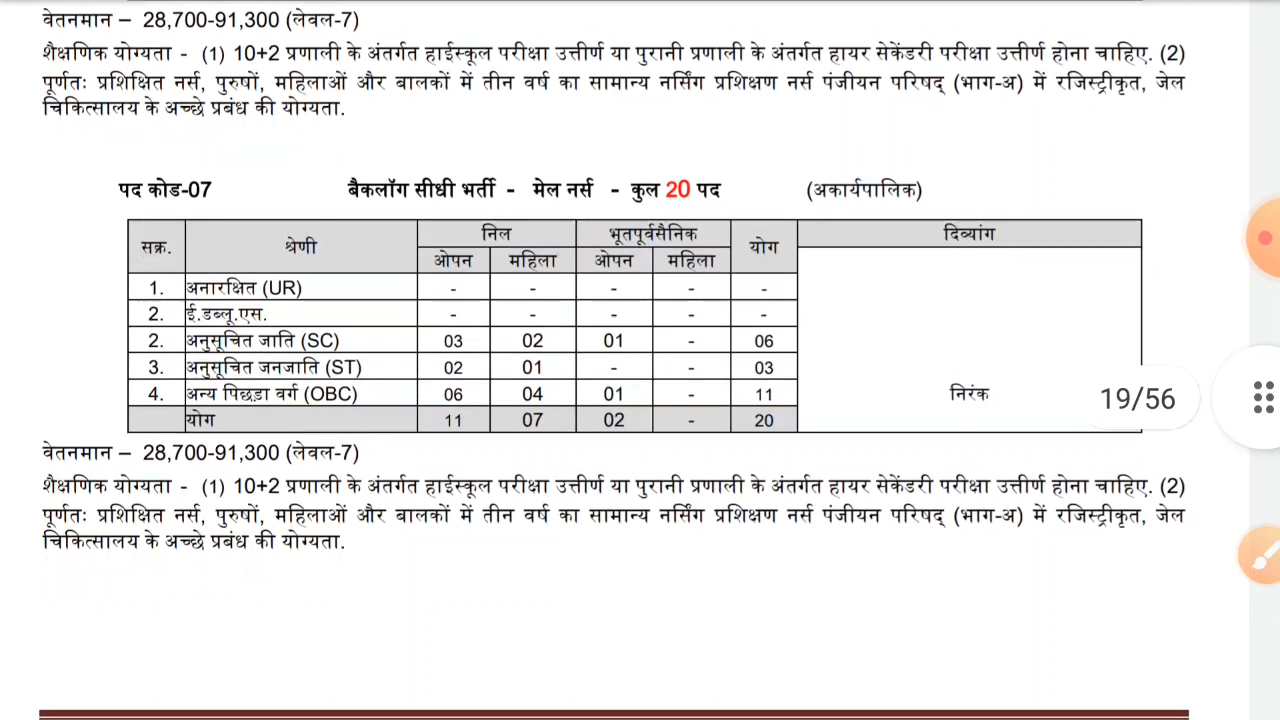 वेतनमान – 28,700-91,300 (लेवल-7)
शैक्षणिक योग्यता - (1) 10+2 प्रणाली के अंतर्गत हाईस्कूल परीक्षा उत्तीर्ण या पुरानी प्रणाली के अंतर्गत हायर सेकेंडरी परीक्षा उत्तीर्ण होना चाहिए. (2)
पूर्णतः प्रशिक्षित नर्स, पुरुषों, महिलाओं और बालकों में तीन वर्ष का सामान्य नर्सिंग प्रशिक्षण नर्स पंजीयन परिषद् (भाग-अ) में रजिस्ट्रीकृत, जेल
चिकित्सालय के अच्छे प्रबंध की योग्यता.
पद कोड-07 बैकलॉग सीधी भर्ती - मेल नर्स - कुल 20 पद (अकार्यपालिक)
सक्र. श्रेणी निल भूतपूर्वसैनिक योग दिव्यांग
ओपन महिला ओपन महिला
1. अनारक्षित (UR) - - - - -
2. ई.डब्लू.एस. - - - - -
2. अनुसूचित जाति (SC) 03 02 01 - 06
3. अनुसूचित जनजाति (ST) 02 01 - - 03
4. अन्य पिछड़ा वर्ग (OBC) 06 04 01 - 11 निरंक
19/56
योग 11 07 02 - 20
वेतनमान – 28,700-91,300 (लेवल-7)
शैक्षणिक योग्यता - (1) 10+2 प्रणाली के अंतर्गत हाईस्कूल परीक्षा उत्तीर्ण या पुरानी प्रणाली के अंतर्गत हायर सेकेंडरी परीक्षा उत्तीर्ण होना चाहिए. (2)
पूर्णतः प्रशिक्षित नर्स, पुरुषों, महिलाओं और बालकों में तीन वर्ष का सामान्य नर्सिंग प्रशिक्षण नर्स पंजीयन परिषद् (भाग-अ) में रजिस्ट्रीकृत, जेल
चिकित्सालय के अच्छे प्रबंध की योग्यता.